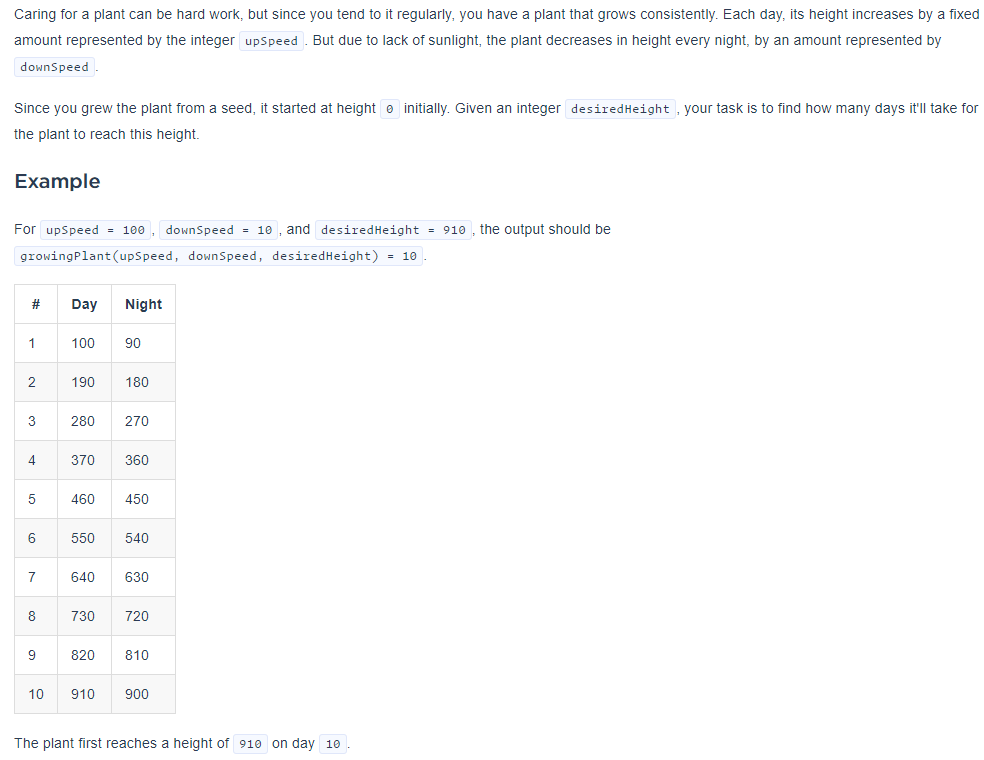 Caring for a plant can be hard work, but since you tend to it regularly, you have a plant that grows consistently. Each day, its height increases by a fixed
amount represented by the integer upSpeed. But due to lack of sunlight, the plant decreases in height every night, by an amount represented by
downSpeed.
Since you grew the plant from a seed, it started at height 0 initially. Given an integer desiredHeight, your task is to find how many days it'll take for
the plant to reach this height.
Example
For upSpeed = 100, downSpeed = 10, and desiredHeight = 910, the output should be
growingPlant(upSpeed, downSpeed, desiredHeight) = 10.
# Day Night
1 100 90
2 190 180
3 280 270
4 370 360
5 460 450
6 550 540
7 640 630
8 730 720
9 820 810
10 910 900
The plant first reaches a height of 910 on day 10.